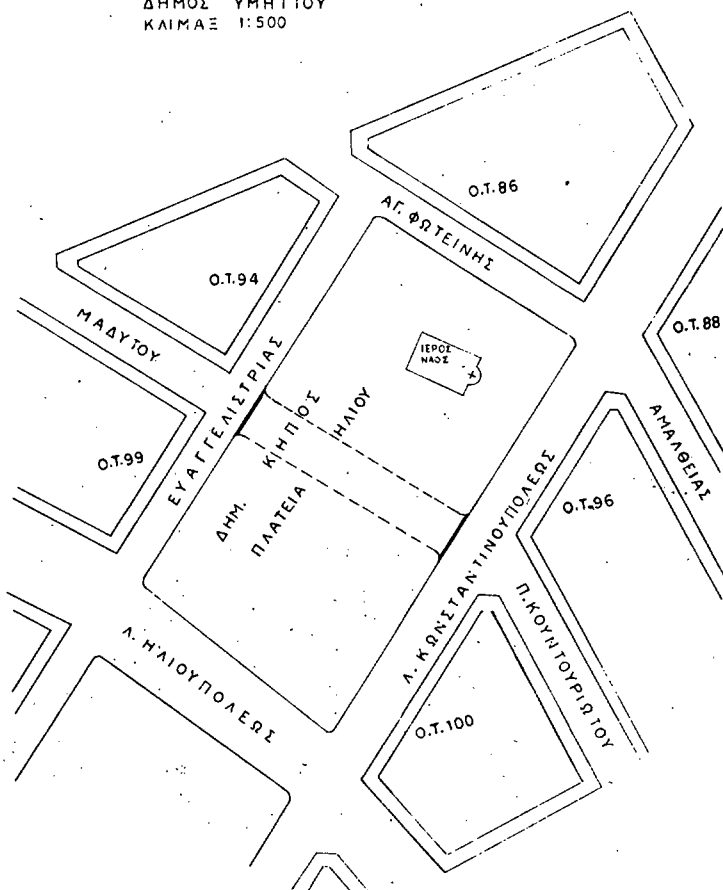 ΔΗΜΟΣ ΥΜΗΤΤΟΥ
ΚΛΙΜΑΞ 1:500
Ο.Τ.86
ΑΓ. ΦΩΤΕΙΝΗΣ
Ο.Τ.94
Ο.Τ.88
ΜΑΔΥΤΟΥ
ΙΕΡΟΣ
ΝΑΟΣ
ΕΥΑΓΓΕΛΙΣΤΡΙΑΣ
ΔΗΜ. ΚΗΠΟΣ
ΠΛΑΤΕΙΑ ΗΛΙΟΥ
ΑΜΑΛΘΕΙΑΣ
Ο.Τ.99
Ο.Τ.96
Λ. ΚΩΝΣΤΑΝΤΙΝΟΥΠΟΛΕΩΣ
Π. ΚΟΥΝΤΟΥΡΙΩΤΟΥ
Λ. ΗΛΙΟΥΠΟΛΕΩΣ
Ο.Τ.100